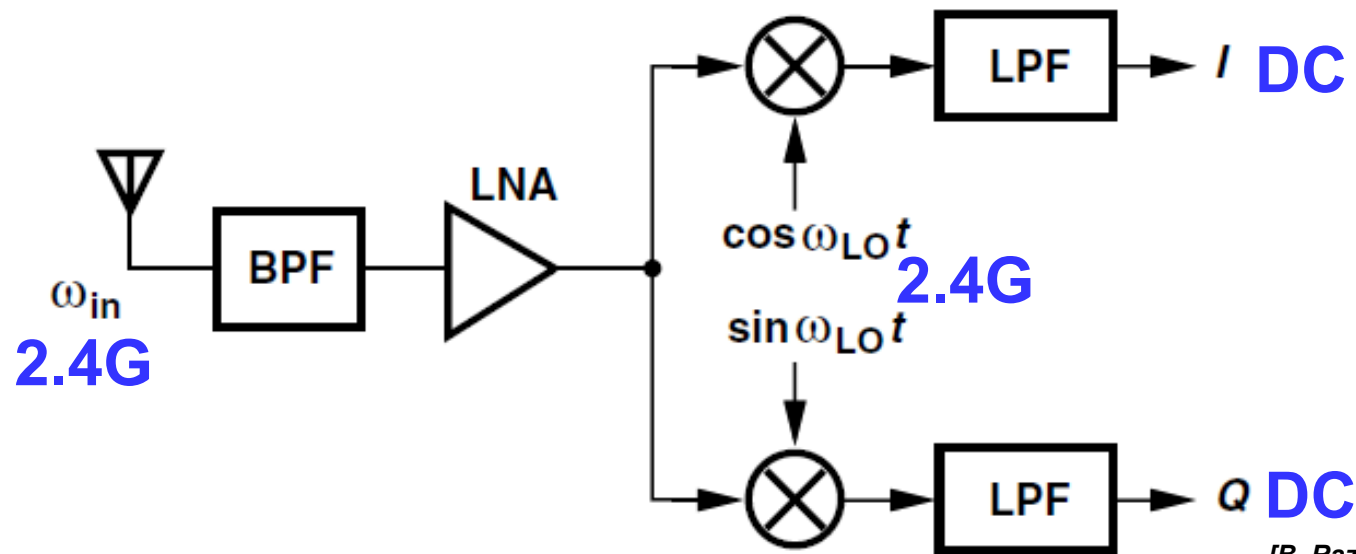 LPF
I DC
LNA
cos ω_LO t
BPF
2.4G
ω_in
sin ω_LO t
2.4G
LPF
Q DC